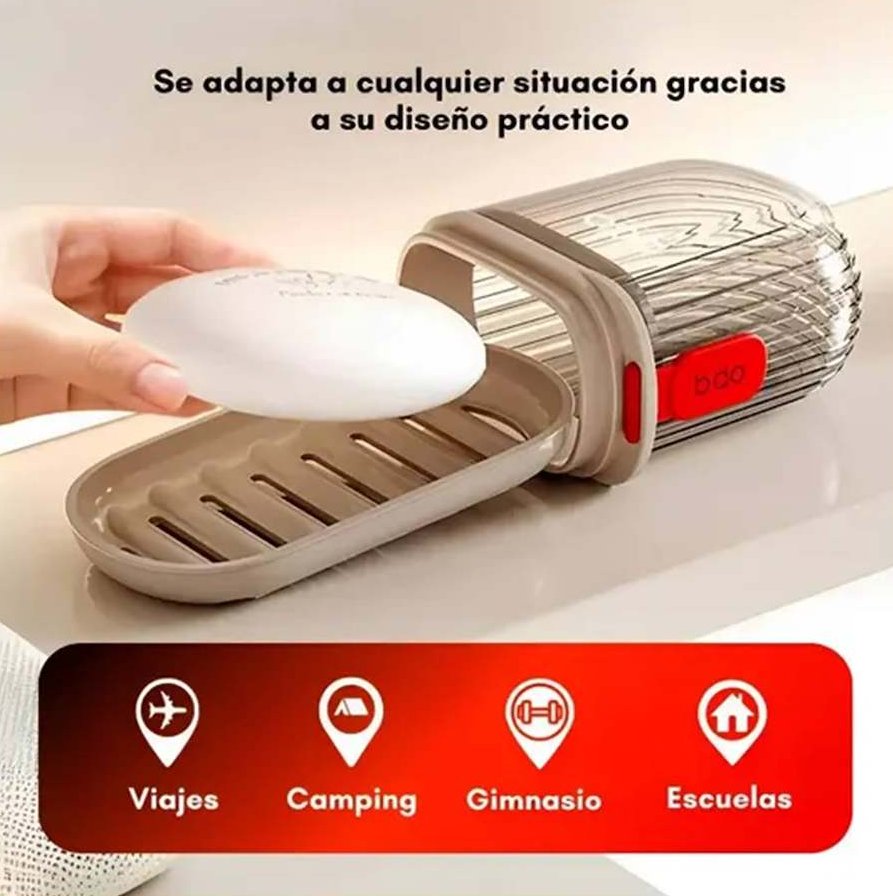 Se adapta a cualquier situación gracias
a su diseño práctico
bao
Viajes
Camping
Gimnasio
Escuelas